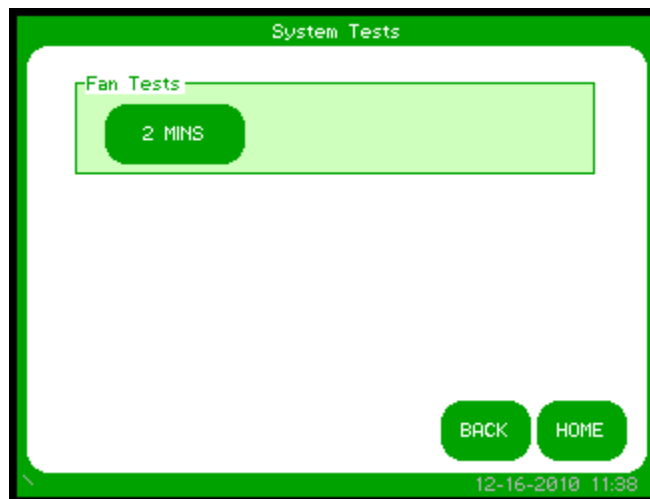 System Tests
Fan Tests
2 MINS
BACK HOME
12-16-2010 11:38